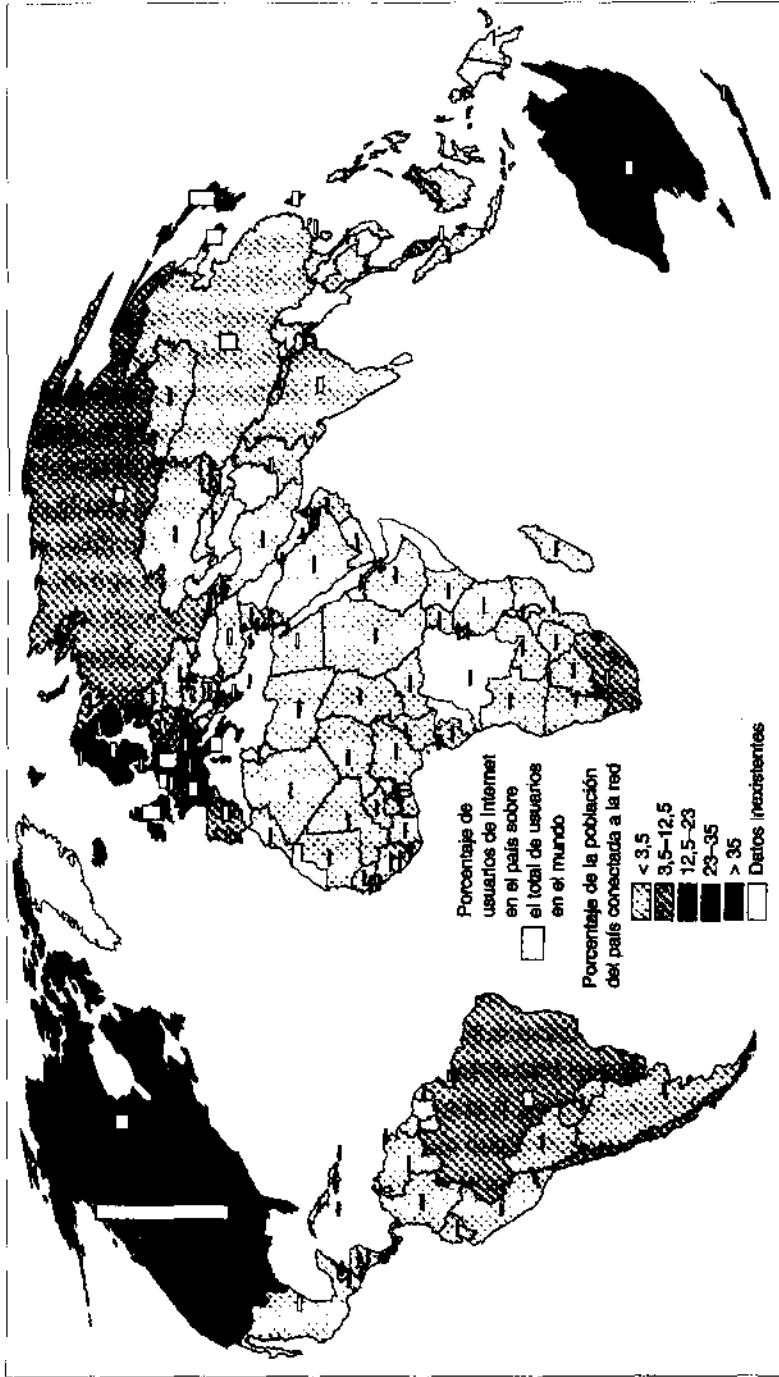 Porcentaje de
usuarios de Internet
en el país sobre
el total de usuarios
en el mundo
Porcentaje de la población
del país conectada a la red
< 3,5
3,5–12,5
12,5–23
23–35
> 35
Datos inexistentes